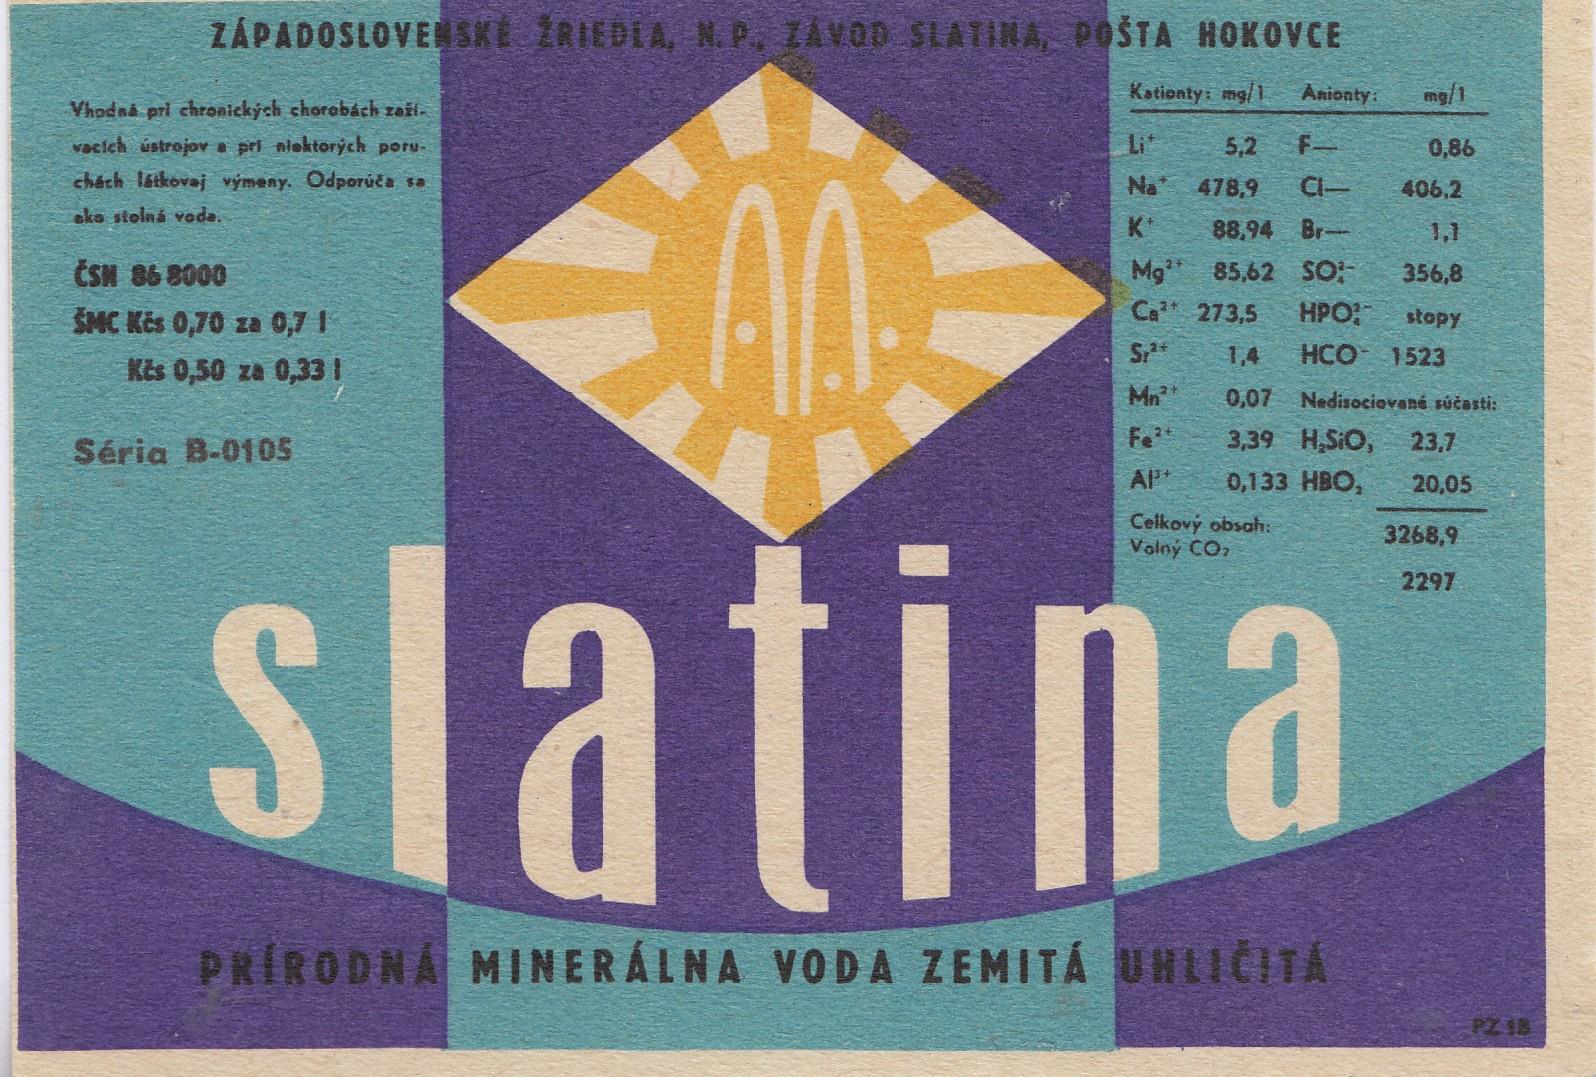 ZÁPADOSLOVENSKÉ ŽRIEDLA, N. P., ZÁVOD SLATINA, POŠTA HOKOVCE
Vhodná pri chronických chorobách zaží-
vacích ústrojov a pri niektorých poru-
chách látkovej výmeny. Odporúča sa
ako stolná voda.
ČSN 86 8000
ŠMC Kčs 0,70 za 0,7 l
Kčs 0,50 za 0,33 l
Séria B-0105
Kationty: mg/l Anionty: mg/l
Li⁺ 5,2 F— 0,86
Na⁺ 478,9 Cl— 406,2
K⁺ 88,94 Br— 1,1
Mg²⁺ 85,62 SO₄²⁻ 356,8
Ca²⁺ 273,5 HPO₄²⁻ stopy
Sr²⁺ 1,4 HCO⁻ 1523
Mn²⁺ 0,07 Nedisociované súčasti:
Fe²⁺ 3,39 H₂SiO₃ 23,7
Al³⁺ 0,133 HBO₂ 20,05
Celkový obsah: 3268,9
Volný CO₂ 2297
slatina
PRÍRODNÁ MINERÁLNA VODA ZEMITÁ UHLIČITÁ
PZ 1B